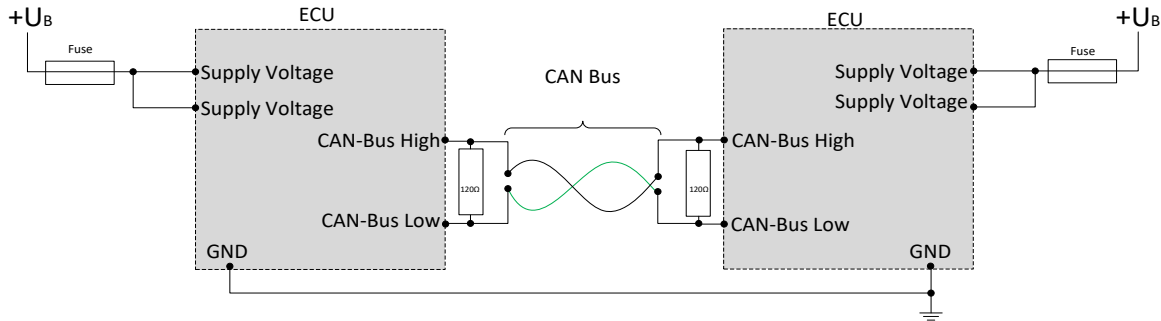 ECU
ECU
+UB
+UB
Fuse
Fuse
Supply Voltage
Supply Voltage
CAN Bus
Supply Voltage
Supply Voltage
CAN-Bus High
CAN-Bus High
120Ω
120Ω
CAN-Bus Low
CAN-Bus Low
GND
GND